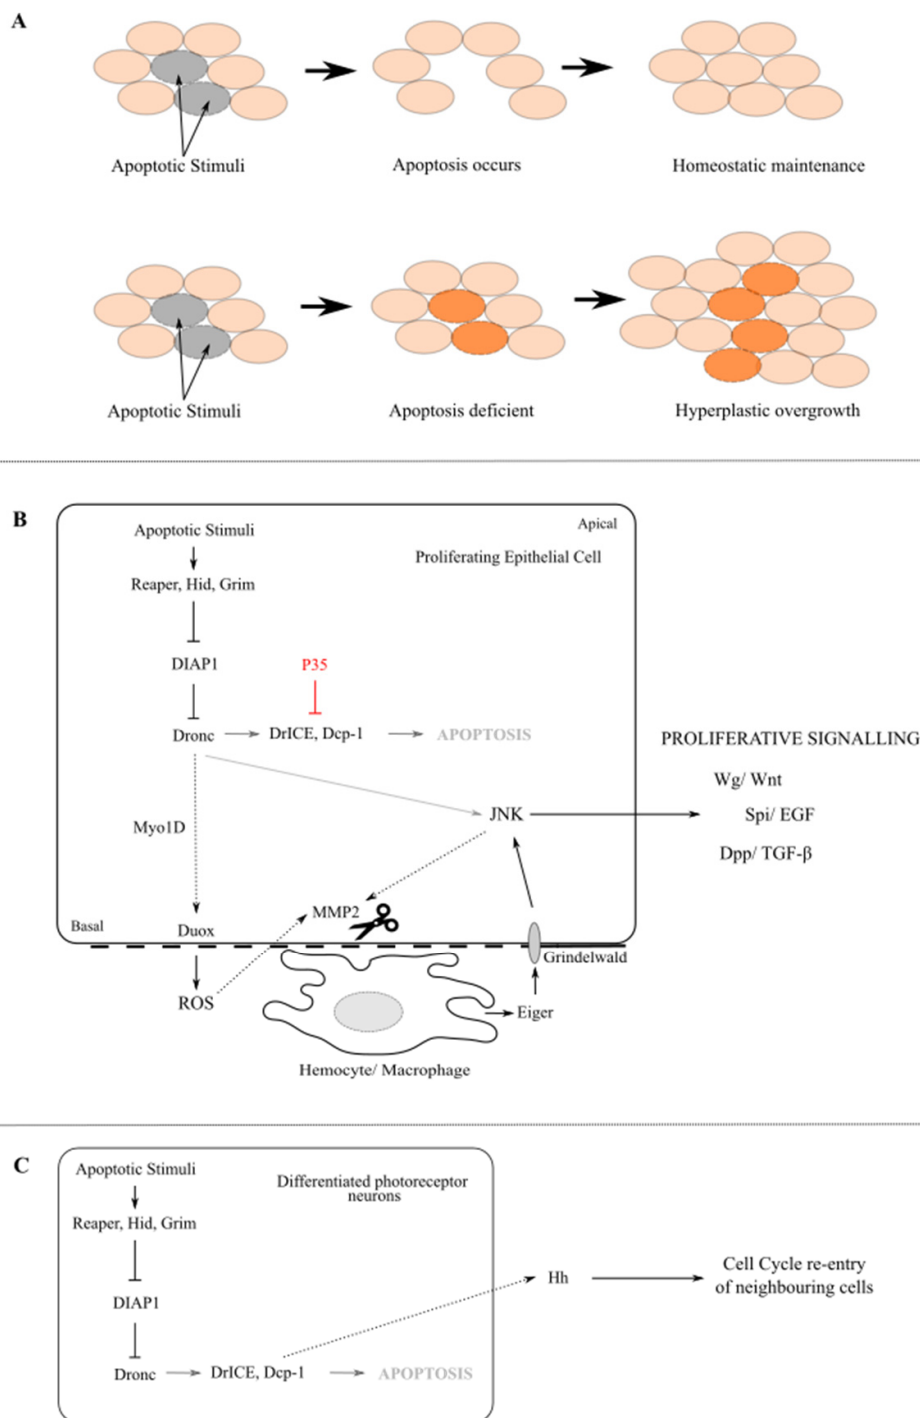 A
Apoptotic Stimuli
Apoptosis occurs
Homeostatic maintenance
Apoptotic Stimuli
Apoptosis deficient
Hyperplastic overgrowth
B
Apoptotic Stimuli
Apical
Proliferating Epithelial Cell
Reaper, Hid, Grim
DIAP1
P35
Dronc
DrICE, Dcp-1
APOPTOSIS
PROLIFERATIVE SIGNALLING
Wg/ Wnt
JNK
Spi/ EGF
Myo1D
Dpp/ TGF-β
MMP2
Basal
Duox
Grindelwald
ROS
Eiger
Hemocyte/ Macrophage
C
Apoptotic Stimuli
Differentiated photoreceptor
neurons
Reaper, Hid, Grim
Hh
Cell Cycle re-entry
of neighbouring cells
DIAP1
Dronc
DrICE, Dcp-1
APOPTOSIS